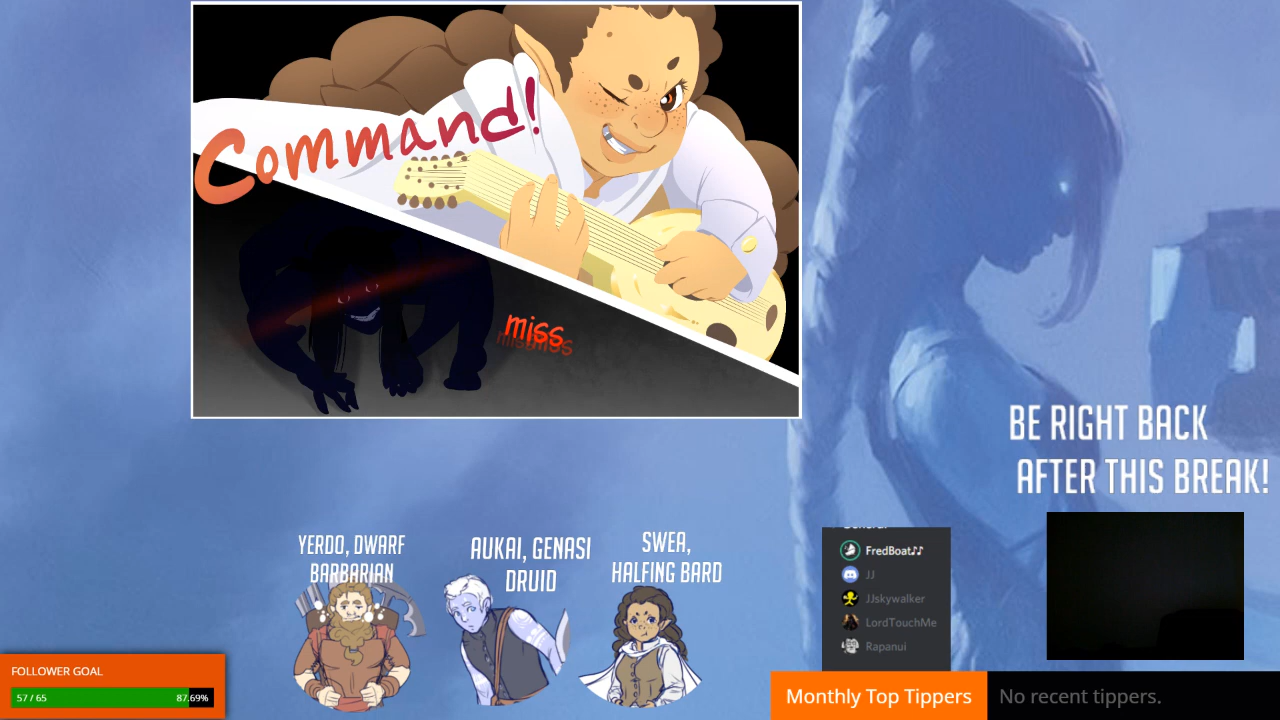 Command!
miss
BE RIGHT BACK
AFTER THIS BREAK!
YERDO, DWARF
BARBARIAN
AUKAI, GENASI
DRUID
SWEA,
HALFING BARD
General
FredBoat♪♪
JJ
JJskywalker
LordTouchMe
Rapanui
FOLLOWER GOAL
57 / 65
87.69%
Monthly Top Tippers
No recent tippers.